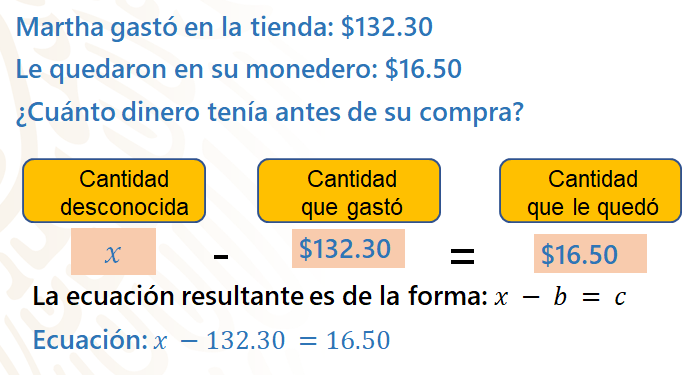 Martha gastó en la tienda: $132.30
Le quedaron en su monedero: $16.50
¿Cuánto dinero tenía antes de su compra?
Cantidad desconocida
Cantidad que gastó
Cantidad que le quedó
x - $132.30 = $16.50
La ecuación resultante es de la forma: x − b = c
Ecuación: x − 132.30 = 16.50